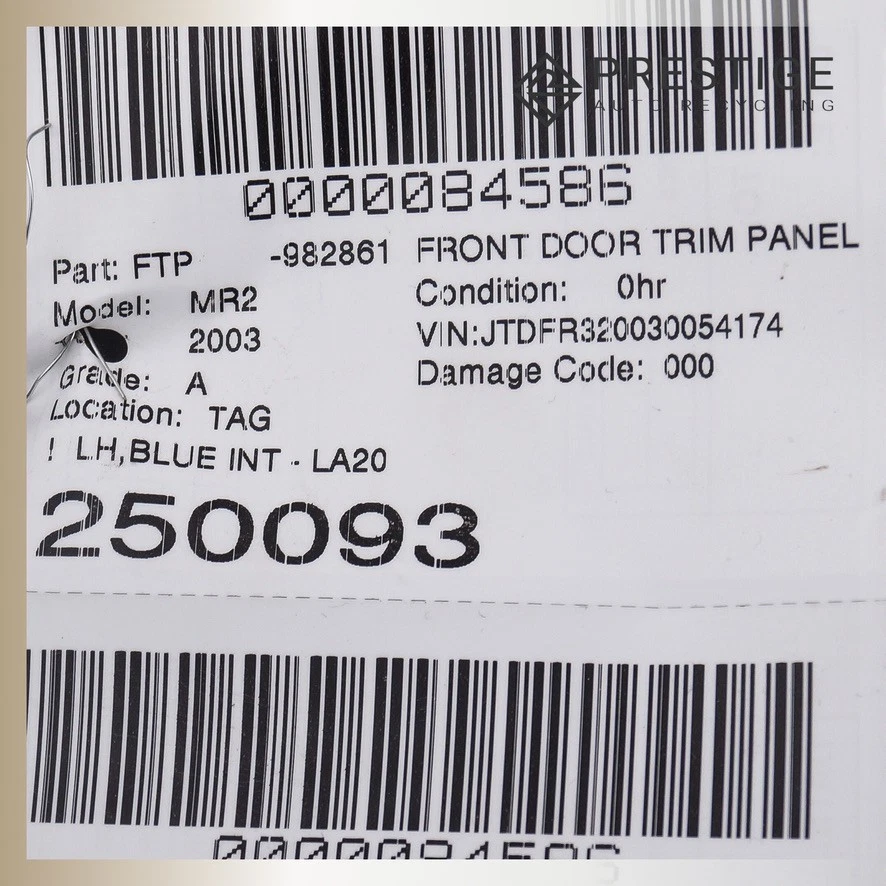 PRESTIGE
AUTO RECYCLING
0000084586
Part: FTP -982861 FRONT DOOR TRIM PANEL
Model: MR2 Condition: 0hr
2003 VIN:JTDFR320030054174
Grade: A Damage Code: 000
Location: TAG
! LH,BLUE INT - LA20
250093
0000084586